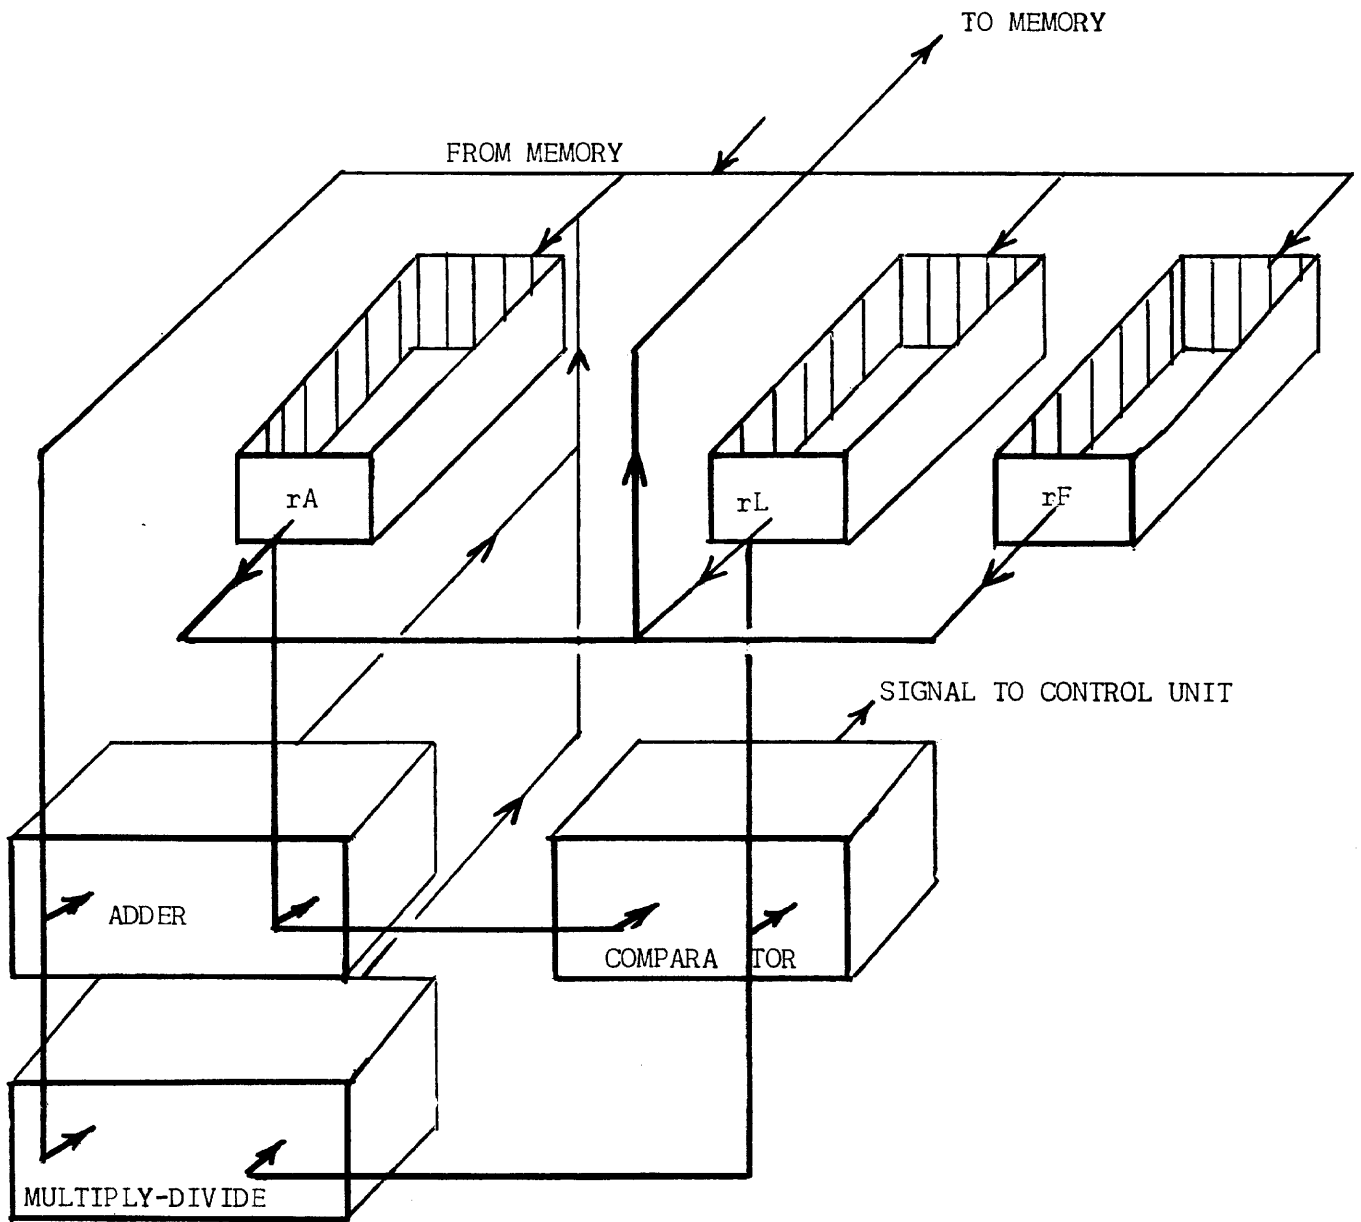 TO MEMORY
FROM MEMORY
rA
rL
rF
SIGNAL TO CONTROL UNIT
ADDER
COMPARA TOR
MULTIPLY-DIVIDE